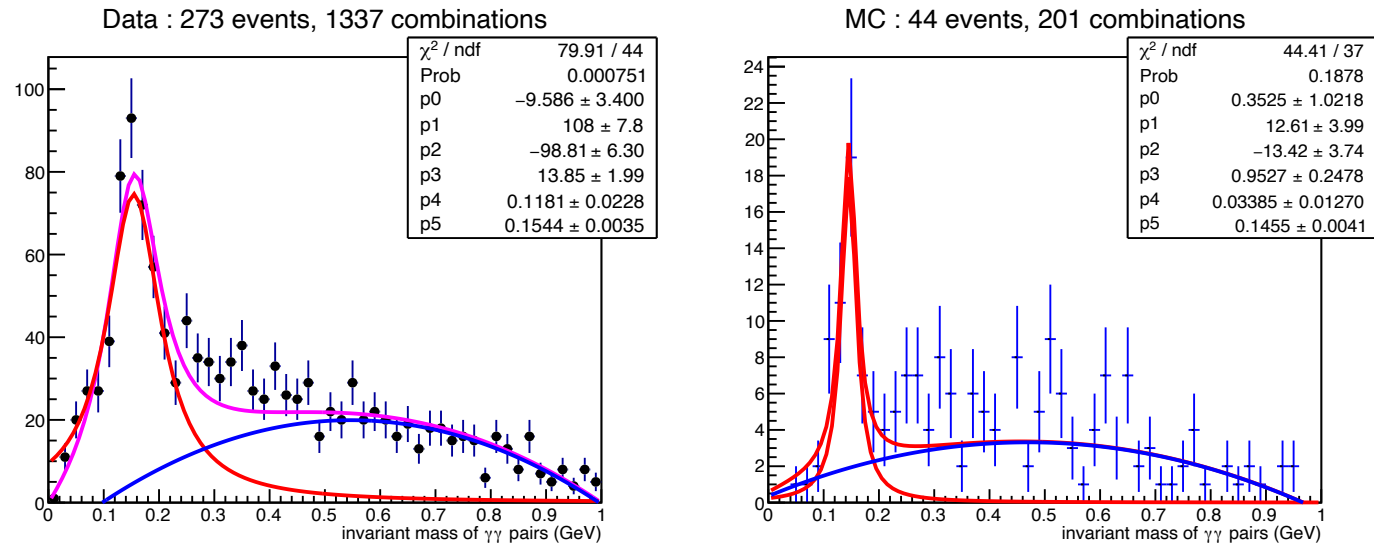 Data : 273 events, 1337 combinations
χ² / ndf 79.91 / 44
Prob 0.000751
p0 −9.586 ± 3.400
p1 108 ± 7.8
p2 −98.81 ± 6.30
p3 13.85 ± 1.99
p4 0.1181 ± 0.0228
p5 0.1544 ± 0.0035
100
80
60
40
20
0
0 0.1 0.2 0.3 0.4 0.5 0.6 0.7 0.8 0.9 1
invariant mass of γγ pairs (GeV)
MC : 44 events, 201 combinations
χ² / ndf 44.41 / 37
Prob 0.1878
p0 0.3525 ± 1.0218
p1 12.61 ± 3.99
p2 −13.42 ± 3.74
p3 0.9527 ± 0.2478
p4 0.03385 ± 0.01270
p5 0.1455 ± 0.0041
24
22
20
18
16
14
12
10
8
6
4
2
0
0 0.1 0.2 0.3 0.4 0.5 0.6 0.7 0.8 0.9 1
invariant mass of γγ pairs (GeV)